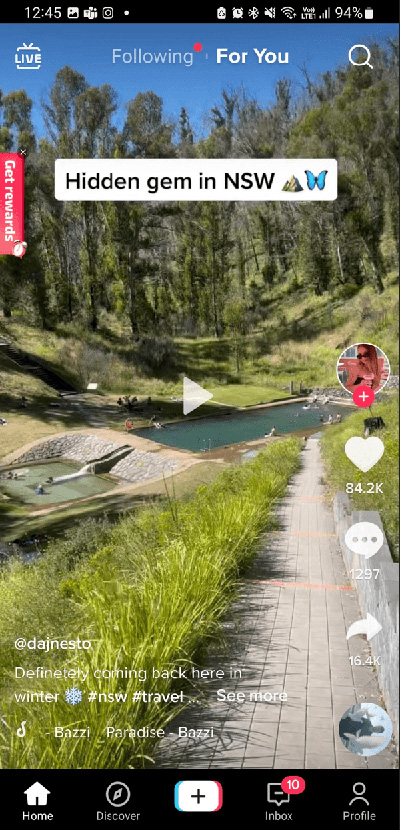 12:45
94%
LIVE
Following
For You
Get rewards
Hidden gem in NSW
84.2K
1297
16.4K
@dajnesto
Definetely coming back here in
winter #nsw #travel ... See more
- Bazzi Paradise - Bazzi
Home
Discover
10
Inbox
Profile